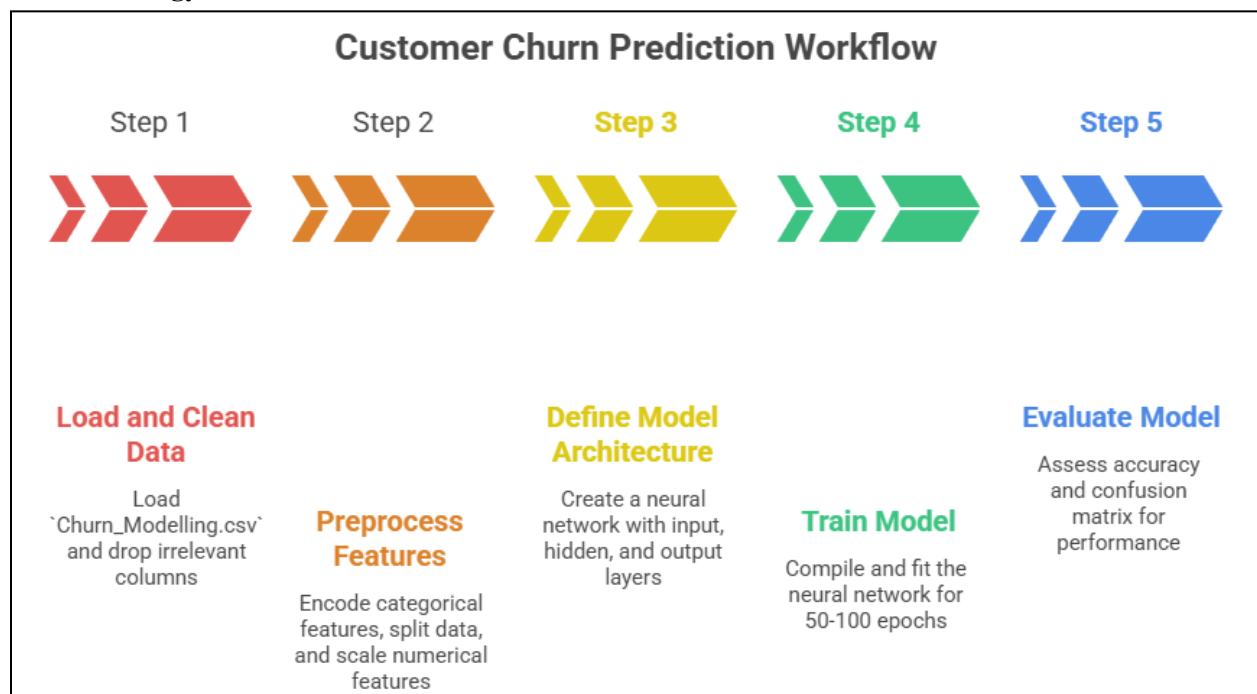 Customer Churn Prediction Workflow
Step 1
Step 2
Step 3
Step 4
Step 5
Load and Clean
Data
Load
`Churn_Modelling.csv`
and drop irrelevant
columns
Preprocess
Features
Encode categorical
features, split data,
and scale numerical
features
Define Model
Architecture
Create a neural
network with input,
hidden, and output
layers
Train Model
Compile and fit the
neural network for
50-100 epochs
Evaluate Model
Assess accuracy
and confusion
matrix for
performance